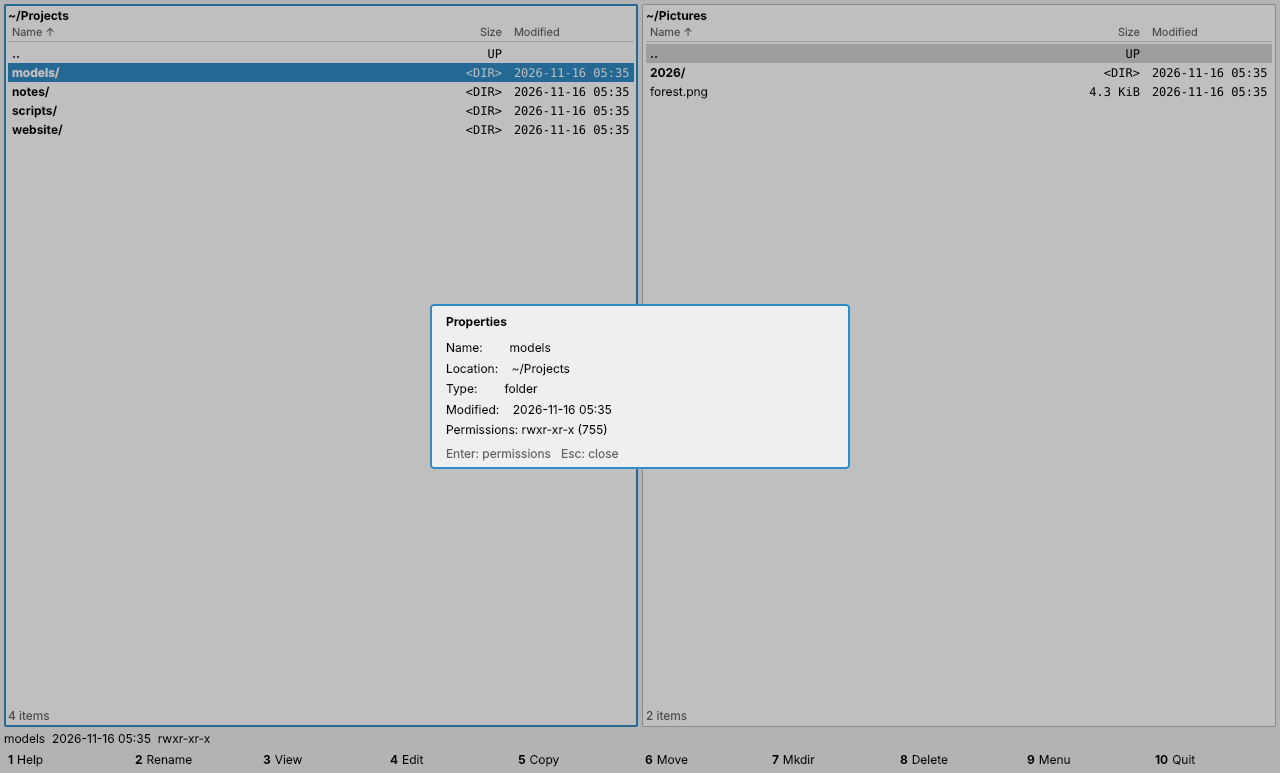 ~/Projects
Name ↑ Size Modified
.. UP
models/ <DIR> 2026-11-16 05:35
notes/ <DIR> 2026-11-16 05:35
scripts/ <DIR> 2026-11-16 05:35
website/ <DIR> 2026-11-16 05:35
4 items
~/Pictures
Name ↑ Size Modified
.. UP
2026/ <DIR> 2026-11-16 05:35
forest.png 4.3 KiB 2026-11-16 05:35
2 items
Properties
Name: models
Location: ~/Projects
Type: folder
Modified: 2026-11-16 05:35
Permissions: rwxr-xr-x (755)
Enter: permissions Esc: close
models 2026-11-16 05:35 rwxr-xr-x
1 Help 2 Rename 3 View 4 Edit 5 Copy 6 Move 7 Mkdir 8 Delete 9 Menu 10 Quit